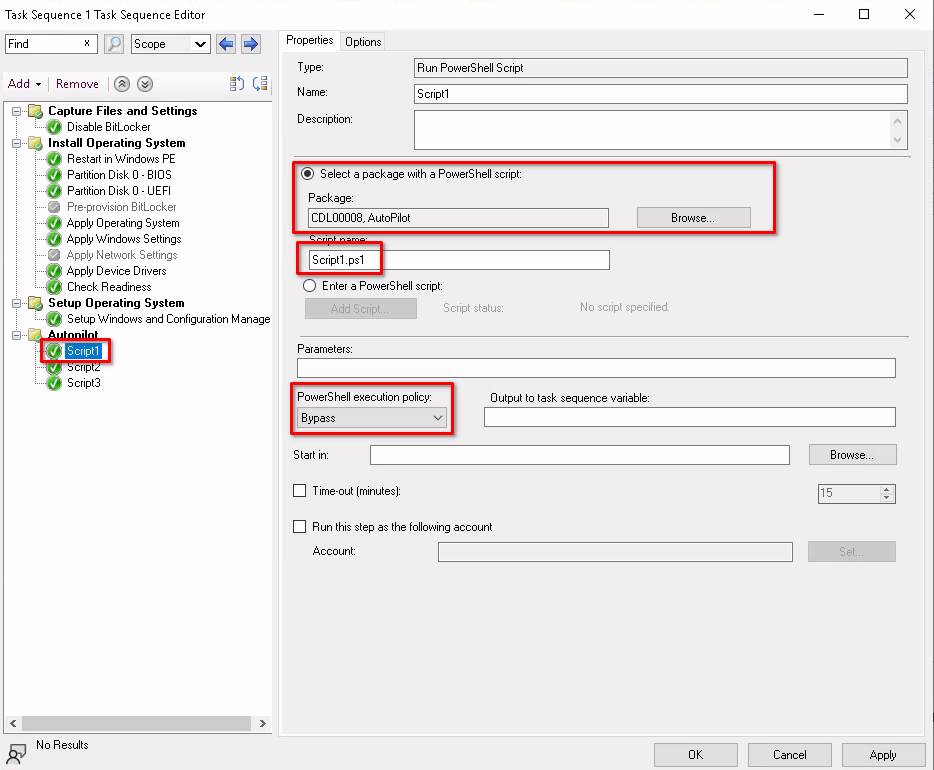 Task Sequence 1 Task Sequence Editor
Find x Scope
Add Remove
Capture Files and Settings
Disable BitLocker
Install Operating System
Restart in Windows PE
Partition Disk 0 - BIOS
Partition Disk 0 - UEFI
Pre-provision BitLocker
Apply Operating System
Apply Windows Settings
Apply Network Settings
Apply Device Drivers
Check Readiness
Setup Operating System
Setup Windows and Configuration Manage
Autopilot
Script1
Script2
Script3
No Results
Properties Options
Type: Run PowerShell Script
Name: Script1
Description:
Select a package with a PowerShell script:
Package:
CDL00008, AutoPilot Browse...
Script name:
Script1.ps1
Enter a PowerShell script:
Add Script... Script status: No script specified.
Parameters:
PowerShell execution policy: Output to task sequence variable:
Bypass
Start in: Browse...
Time-out (minutes): 15
Run this step as the following account
Account: Set...
OK Cancel Apply